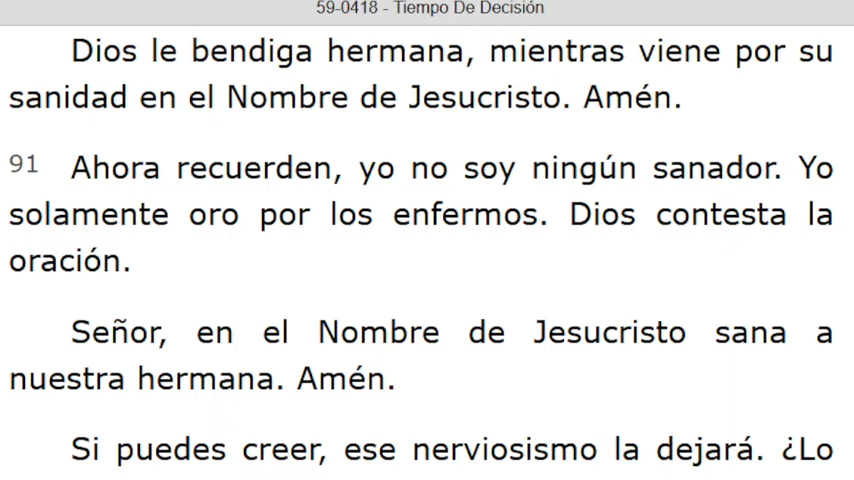 59-0418 - Tiempo De Decisión
Dios le bendiga hermana, mientras viene por su
sanidad en el Nombre de Jesucristo. Amén.
91 Ahora recuerden, yo no soy ningún sanador. Yo
solamente oro por los enfermos. Dios contesta la
oración.
Señor, en el Nombre de Jesucristo sana a
nuestra hermana. Amén.
Si puedes creer, ese nerviosismo la dejará. ¿Lo